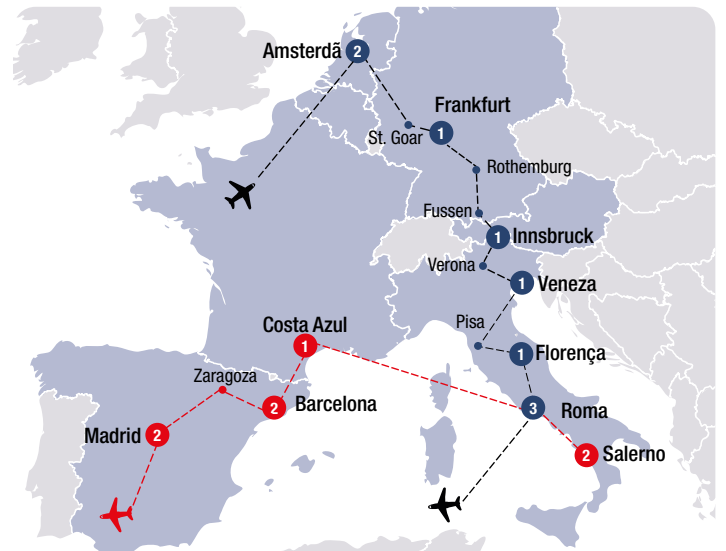 Amsterdã 2
Frankfurt
St. Goar 1
Rothemburg
Fussen
1 Innsbruck
Verona
1 Veneza
Costa Azul
Pisa
1
1 Florença
Zaragoza
2 Barcelona
3 Roma
Madrid 2
2 Salerno